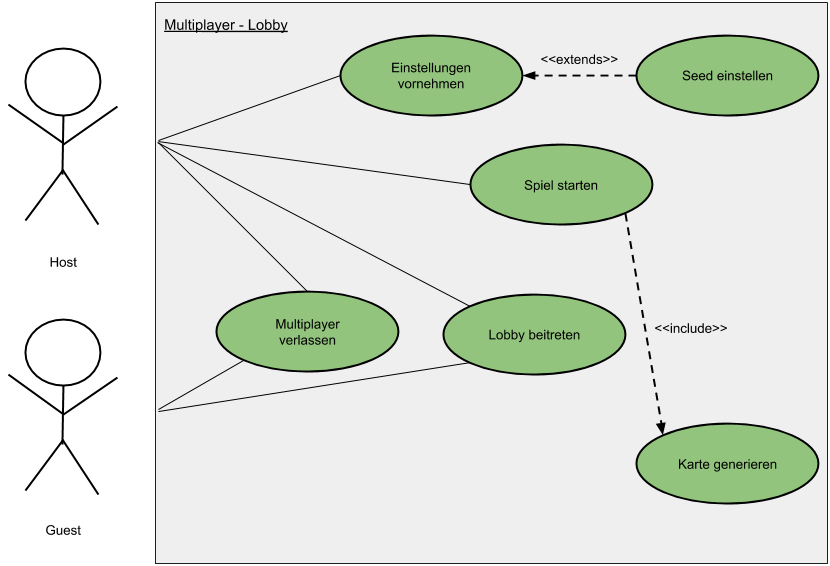 Multiplayer - Lobby
Einstellungen
vornehmen
<<extends>>
Seed einstellen
Spiel starten
Host
Multiplayer
verlassen
Lobby beitreten
<<include>>
Karte generieren
Guest